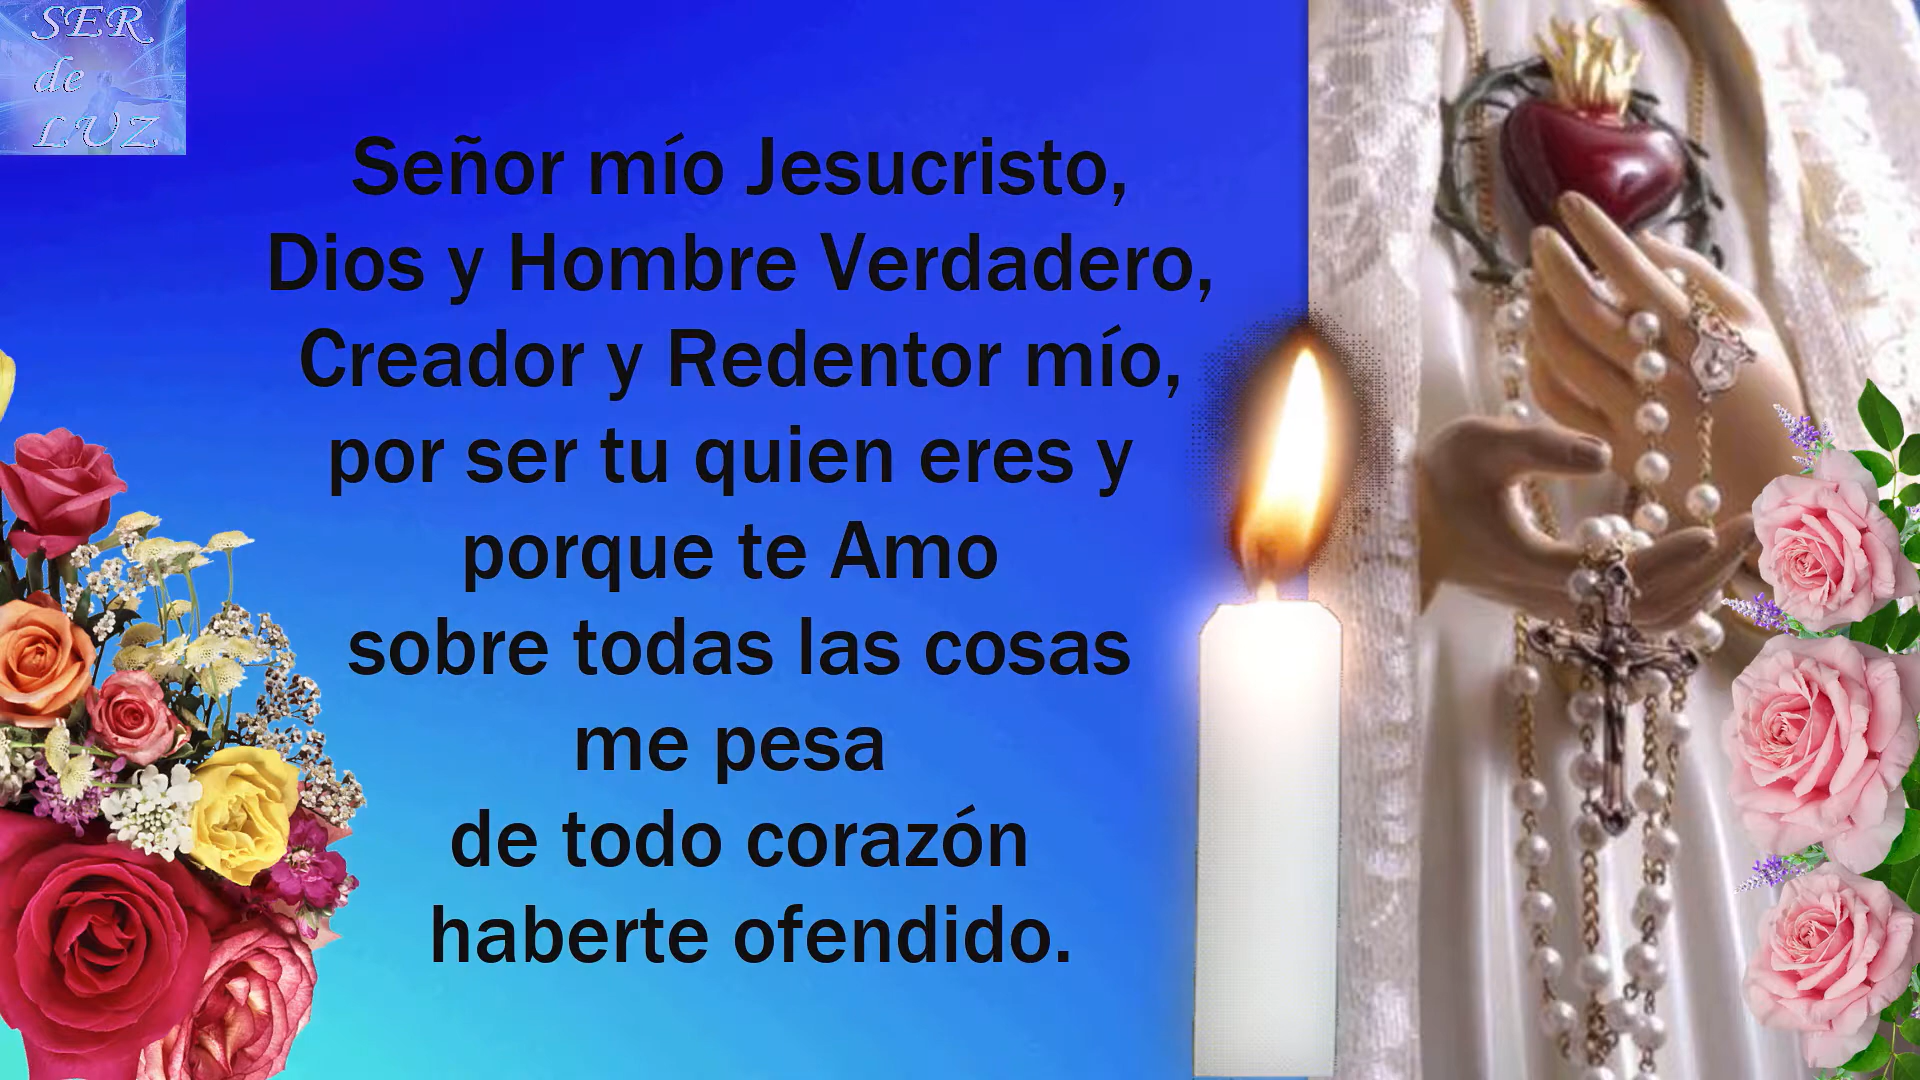 SER
de
LUZ
Señor mío Jesucristo,
Dios y Hombre Verdadero,
Creador y Redentor mío,
por ser tu quien eres y
porque te Amo
sobre todas las cosas
me pesa
de todo corazón
haberte ofendido.